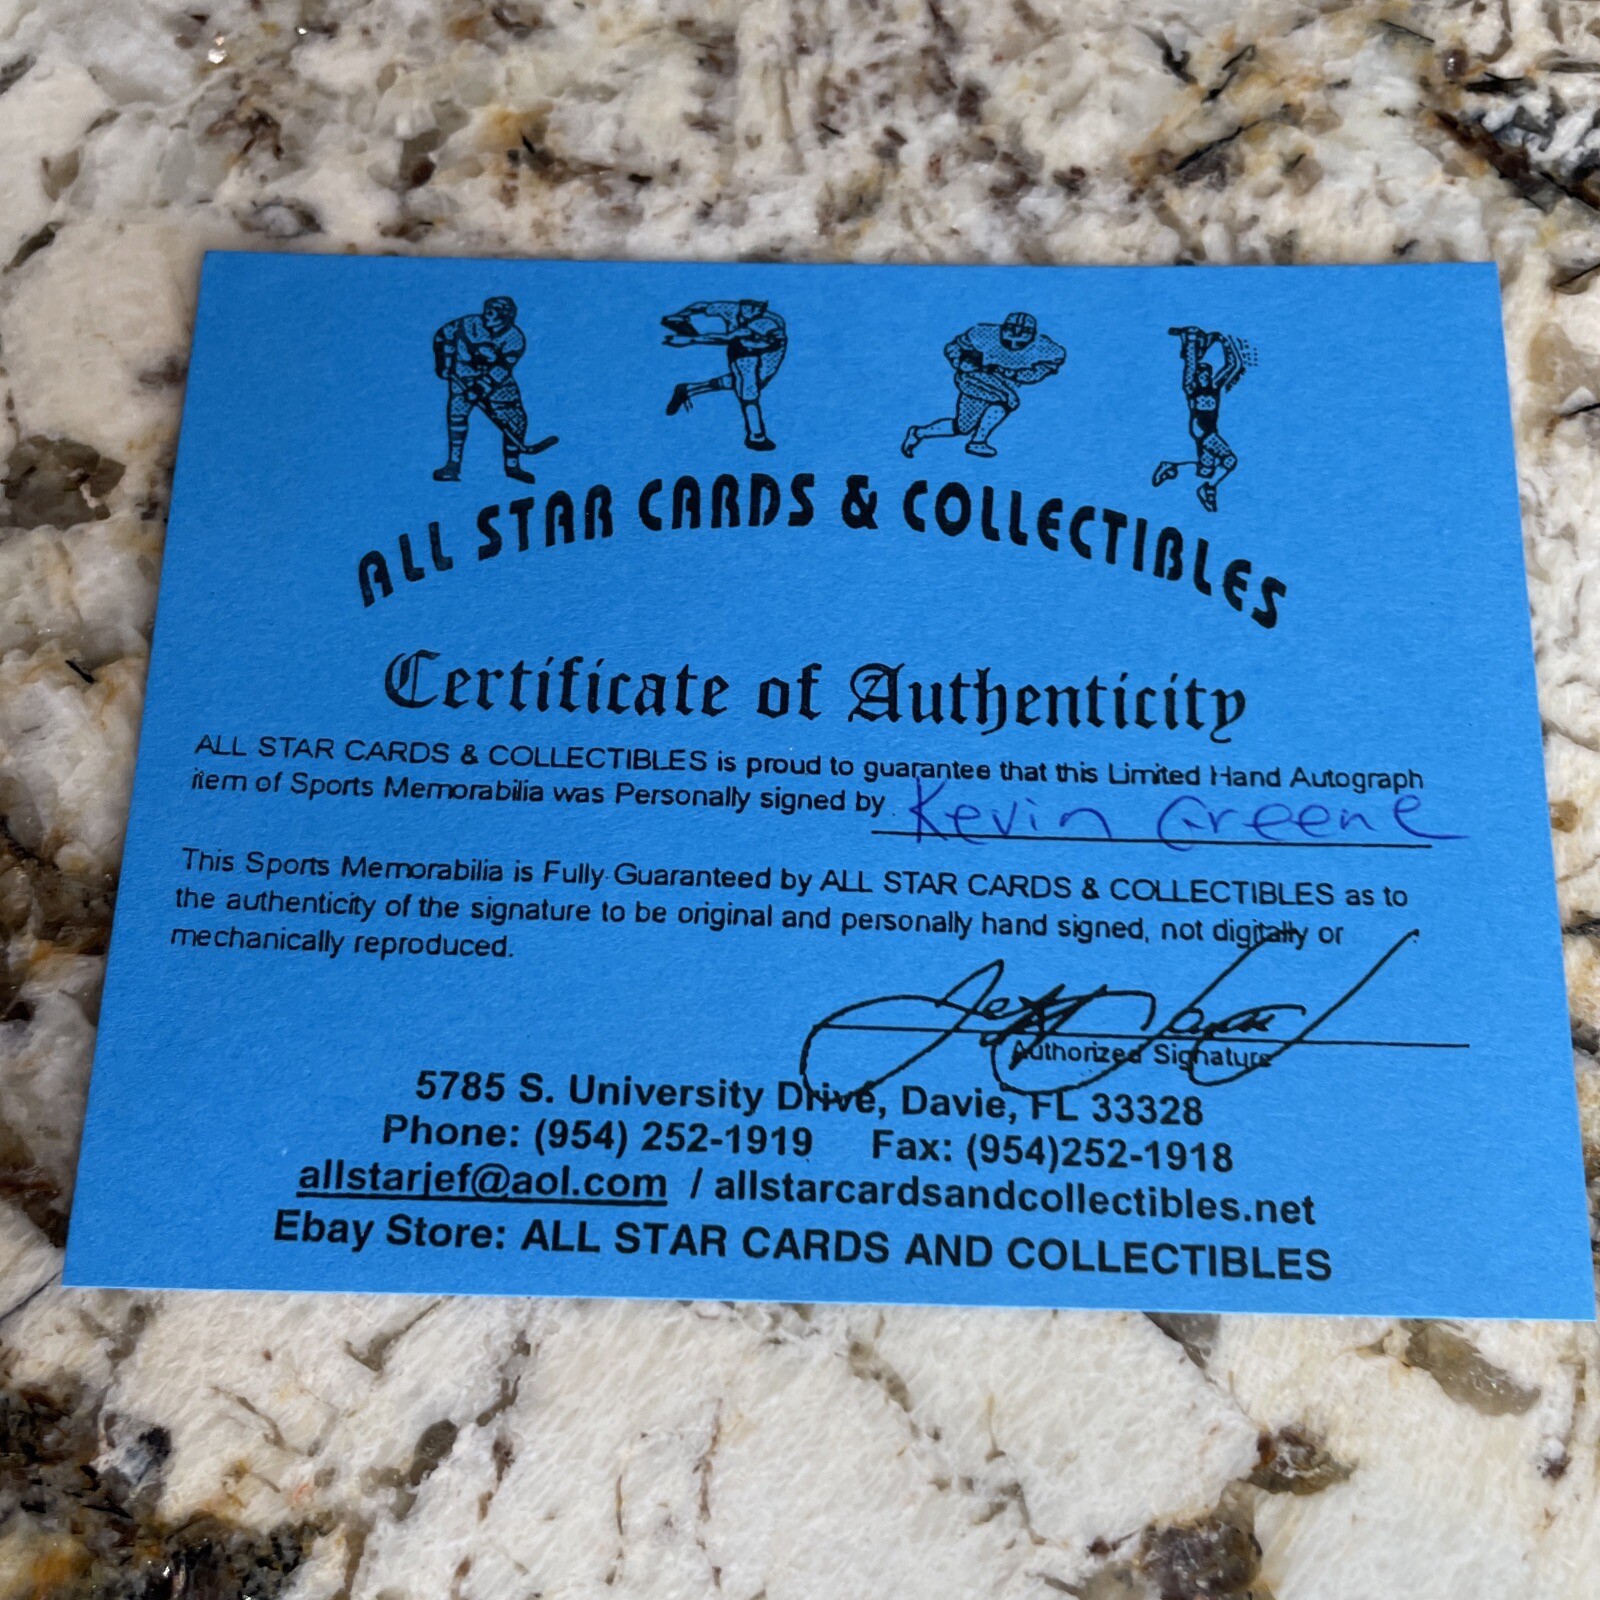 ALL STAR CARDS & COLLECTIBLES
Certificate of Authenticity
ALL STAR CARDS & COLLECTIBLES is proud to guarantee that this Limited Hand Autograph
item of Sports Memorabilia was Personally signed by Kevin Greene
This Sports Memorabilia is Fully Guaranteed by ALL STAR CARDS & COLLECTIBLES as to
the authenticity of the signature to be original and personally hand signed, not digitally or
mechanically reproduced.
Authorized Signature
5785 S. University Drive, Davie, FL 33328
Phone: (954) 252-1919 Fax: (954)252-1918
allstarjef@aol.com / allstarcardsandcollectibles.net
Ebay Store: ALL STAR CARDS AND COLLECTIBLES